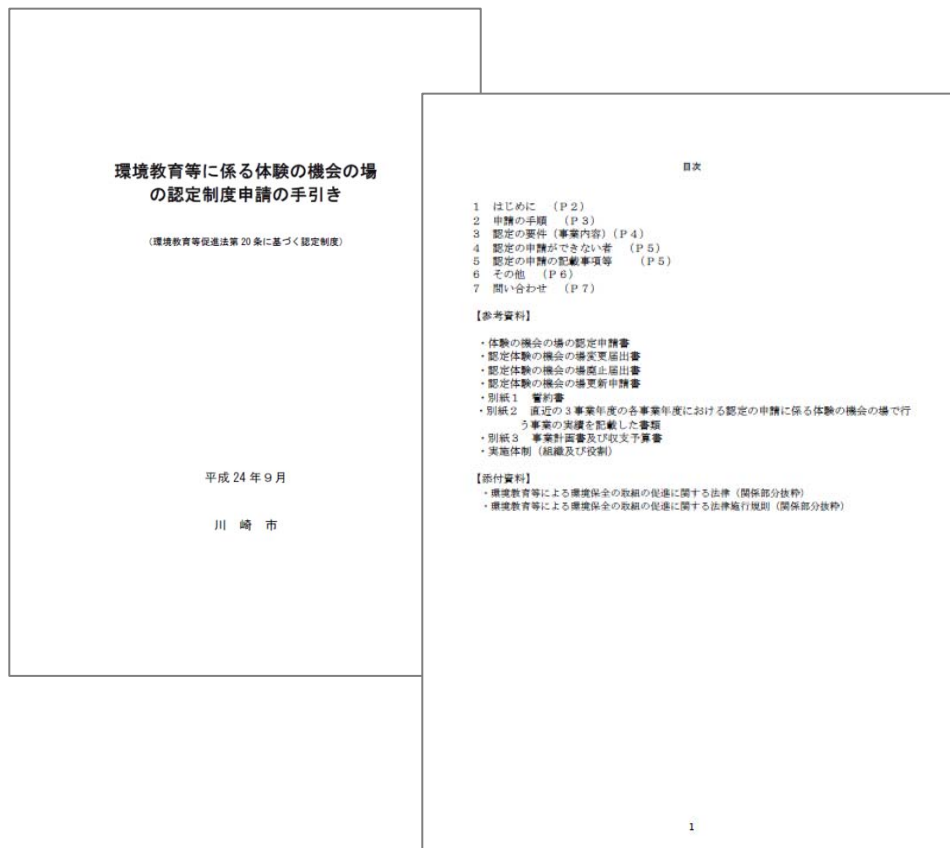 環境教育等に係る体験の機会の場
の認定制度申請の手引き
（環境教育等促進法第20条に基づく認定制度）
平成24年9月
川 崎 市
目次
1 はじめに （P2）
2 申請の手順 （P3）
3 認定の要件（事業内容）（P4）
4 認定の申請ができない者 （P5）
5 認定の申請の記載事項等 （P5）
6 その他 （P6）
7 問い合わせ （P7）
【参考資料】
・体験の機会の場の認定申請書
・認定体験の機会の場変更届出書
・認定体験の機会の場廃止届出書
・認定体験の機会の場更新申請書
・別紙1 誓約書
・別紙2 直近の3事業年度の各事業年度における認定の申請に係る体験の機会の場で行
う事業の実績を記載した書類
・別紙3 事業計画書及び収支予算書
・実施体制（組織及び役割）
【添付資料】
・環境教育等による環境保全の取組の促進に関する法律（関係部分抜粋）
・環境教育等による環境保全の取組の促進に関する法律施行規則（関係部分抜粋）
1